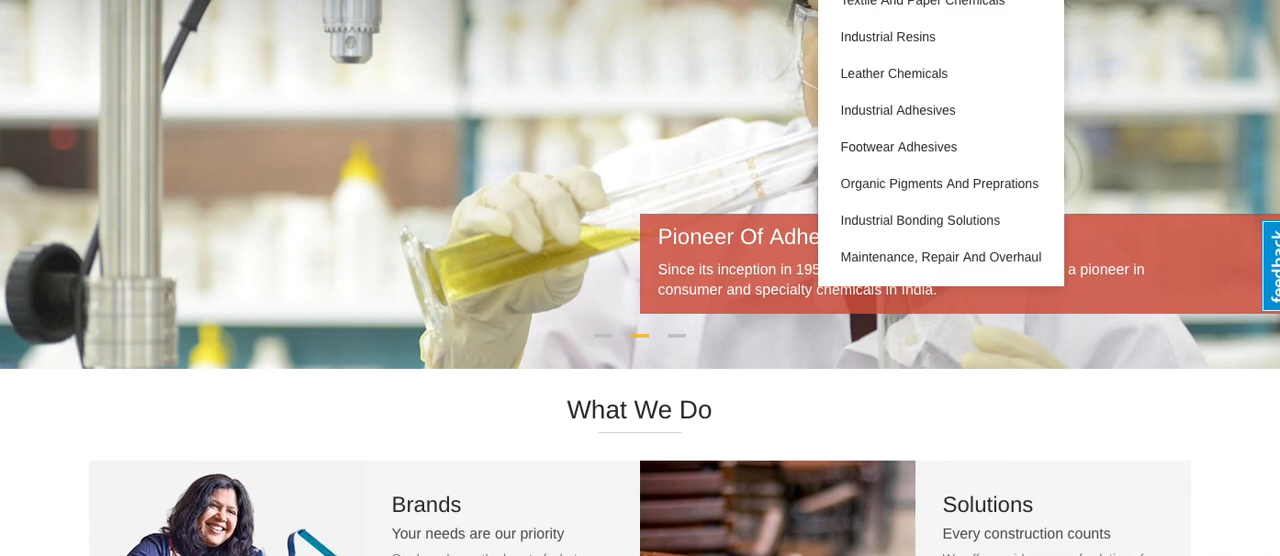 Textile And Paper Chemicals
Industrial Resins
Leather Chemicals
Industrial Adhesives
Footwear Adhesives
Organic Pigments And Preprations
Industrial Bonding Solutions
Maintenance, Repair And Overhaul
Pioneer Of Adhe
Since its inception in 195 a pioneer in
consumer and specialty chemicals in India.
feedback
What We Do
Brands
Your needs are our priority
Solutions
Every construction counts